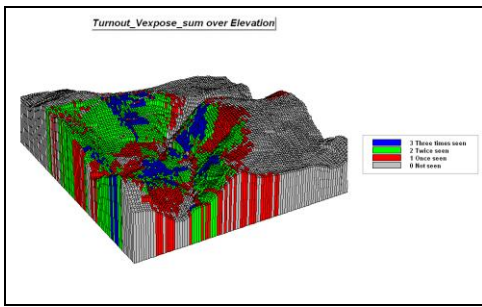 Turnout_Vexpose_sum over Elevation
3 Three times seen
2 Twice seen
1 Once seen
0 Not seen